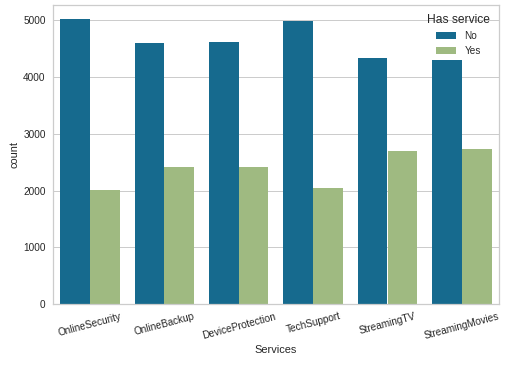 Has service
No
Yes
5000
4000
3000
2000
1000
0
count
OnlineSecurity
OnlineBackup
DeviceProtection
TechSupport
StreamingTV
StreamingMovies
Services